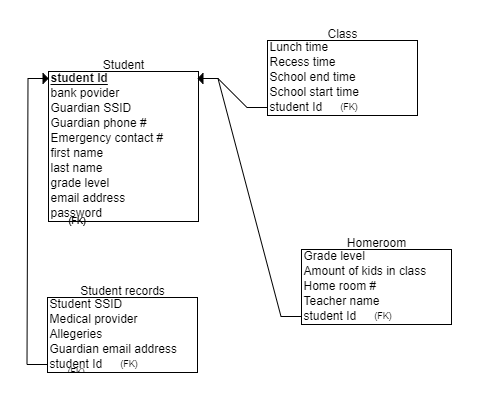 Student
student Id
bank povider
Guardian SSID
Guardian phone #
Emergency contact #
first name
last name
grade level
email address
password
(FK)
Class
Lunch time
Recess time
School end time
School start time
student Id (FK)
Homeroom
Grade level
Amount of kids in class
Home room #
Teacher name
student Id (FK)
Student records
Student SSID
Medical provider
Allegeries
Guardian email address
student Id (FK)
(FK)